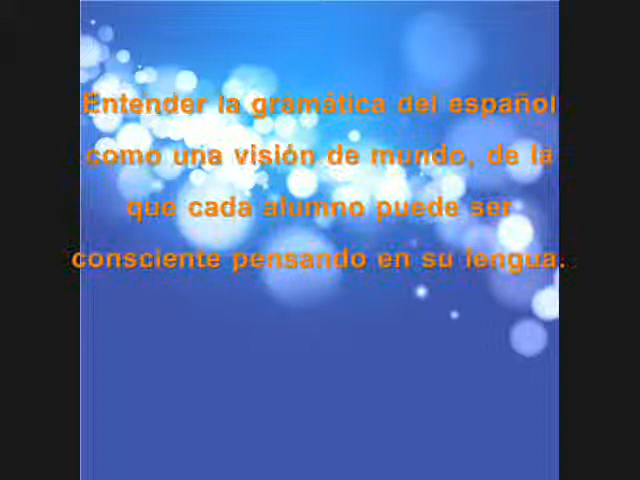 Entender la gramática del español
como una visión de mundo, de la
que cada alumno puede ser
consciente pensando en su lengua.